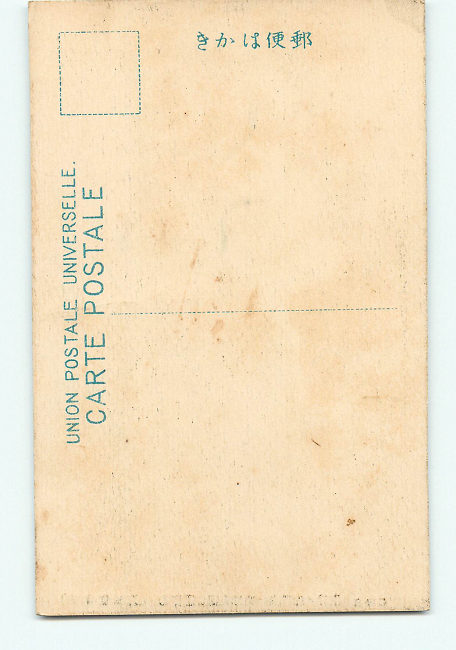 郵便はかき
UNION POSTALE UNIVERSELLE.
CARTE POSTALE